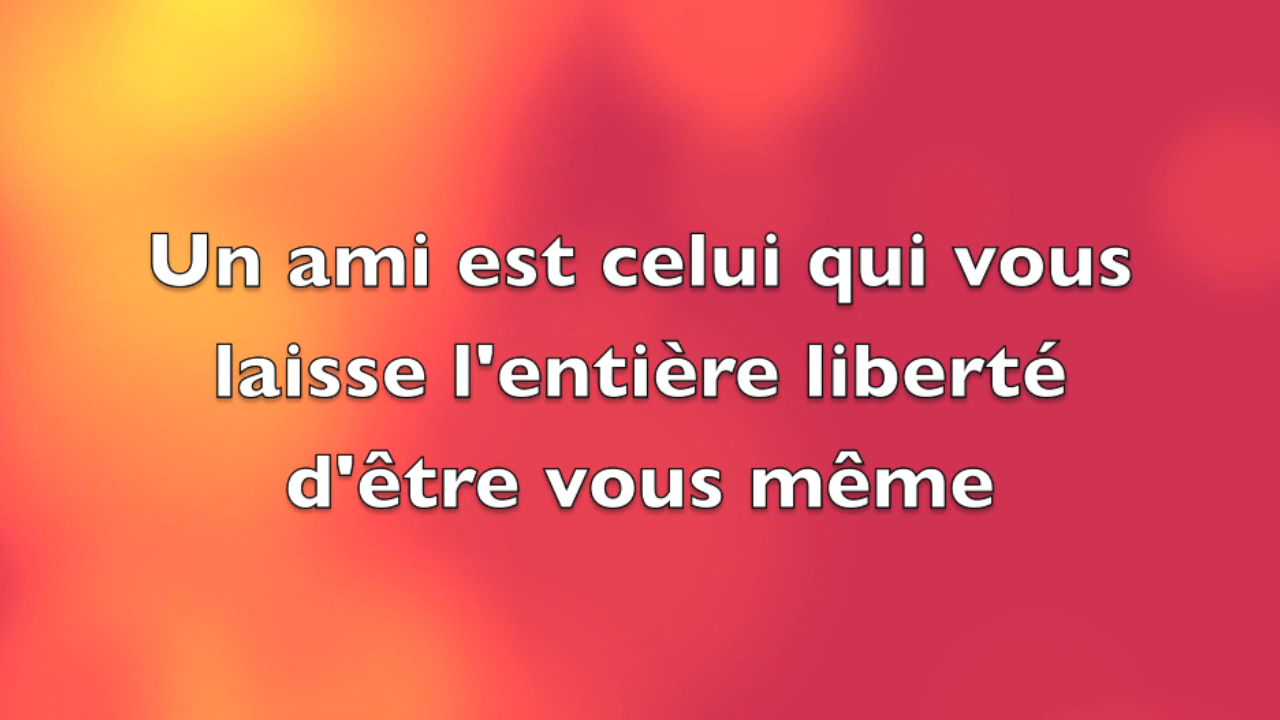 Un ami est celui qui vous
laisse l'entière liberté
d'être vous même